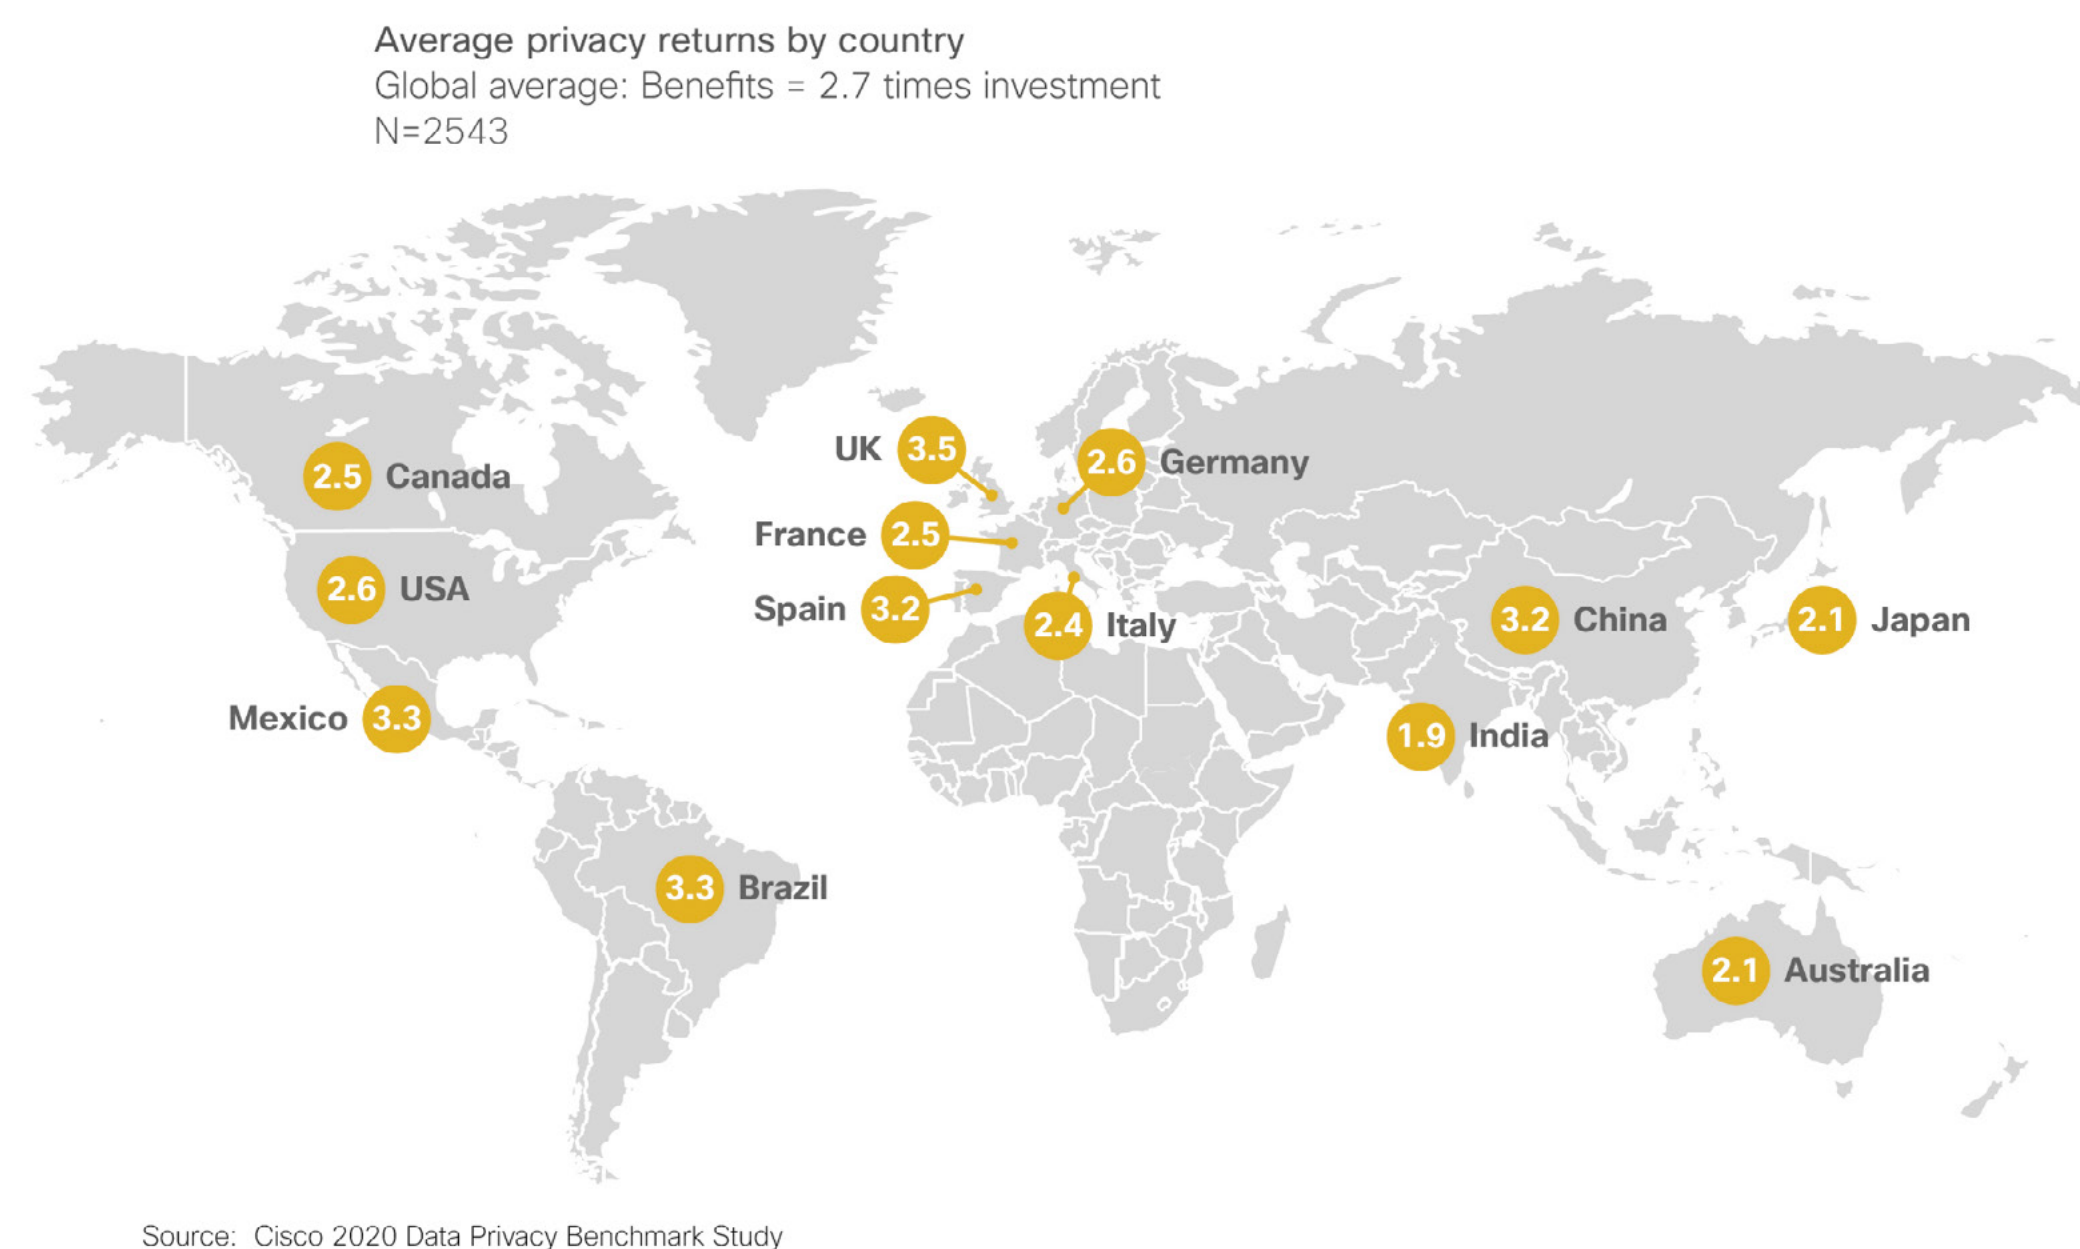 Average privacy returns by country
Global average: Benefits = 2.7 times investment
N=2543
UK 3.5
2.6 Germany
2.5 Canada
France 2.5
2.6 USA
Spain 3.2
2.4 Italy
3.2 China
2.1 Japan
Mexico 3.3
1.9 India
3.3 Brazil
2.1 Australia
Source: Cisco 2020 Data Privacy Benchmark Study